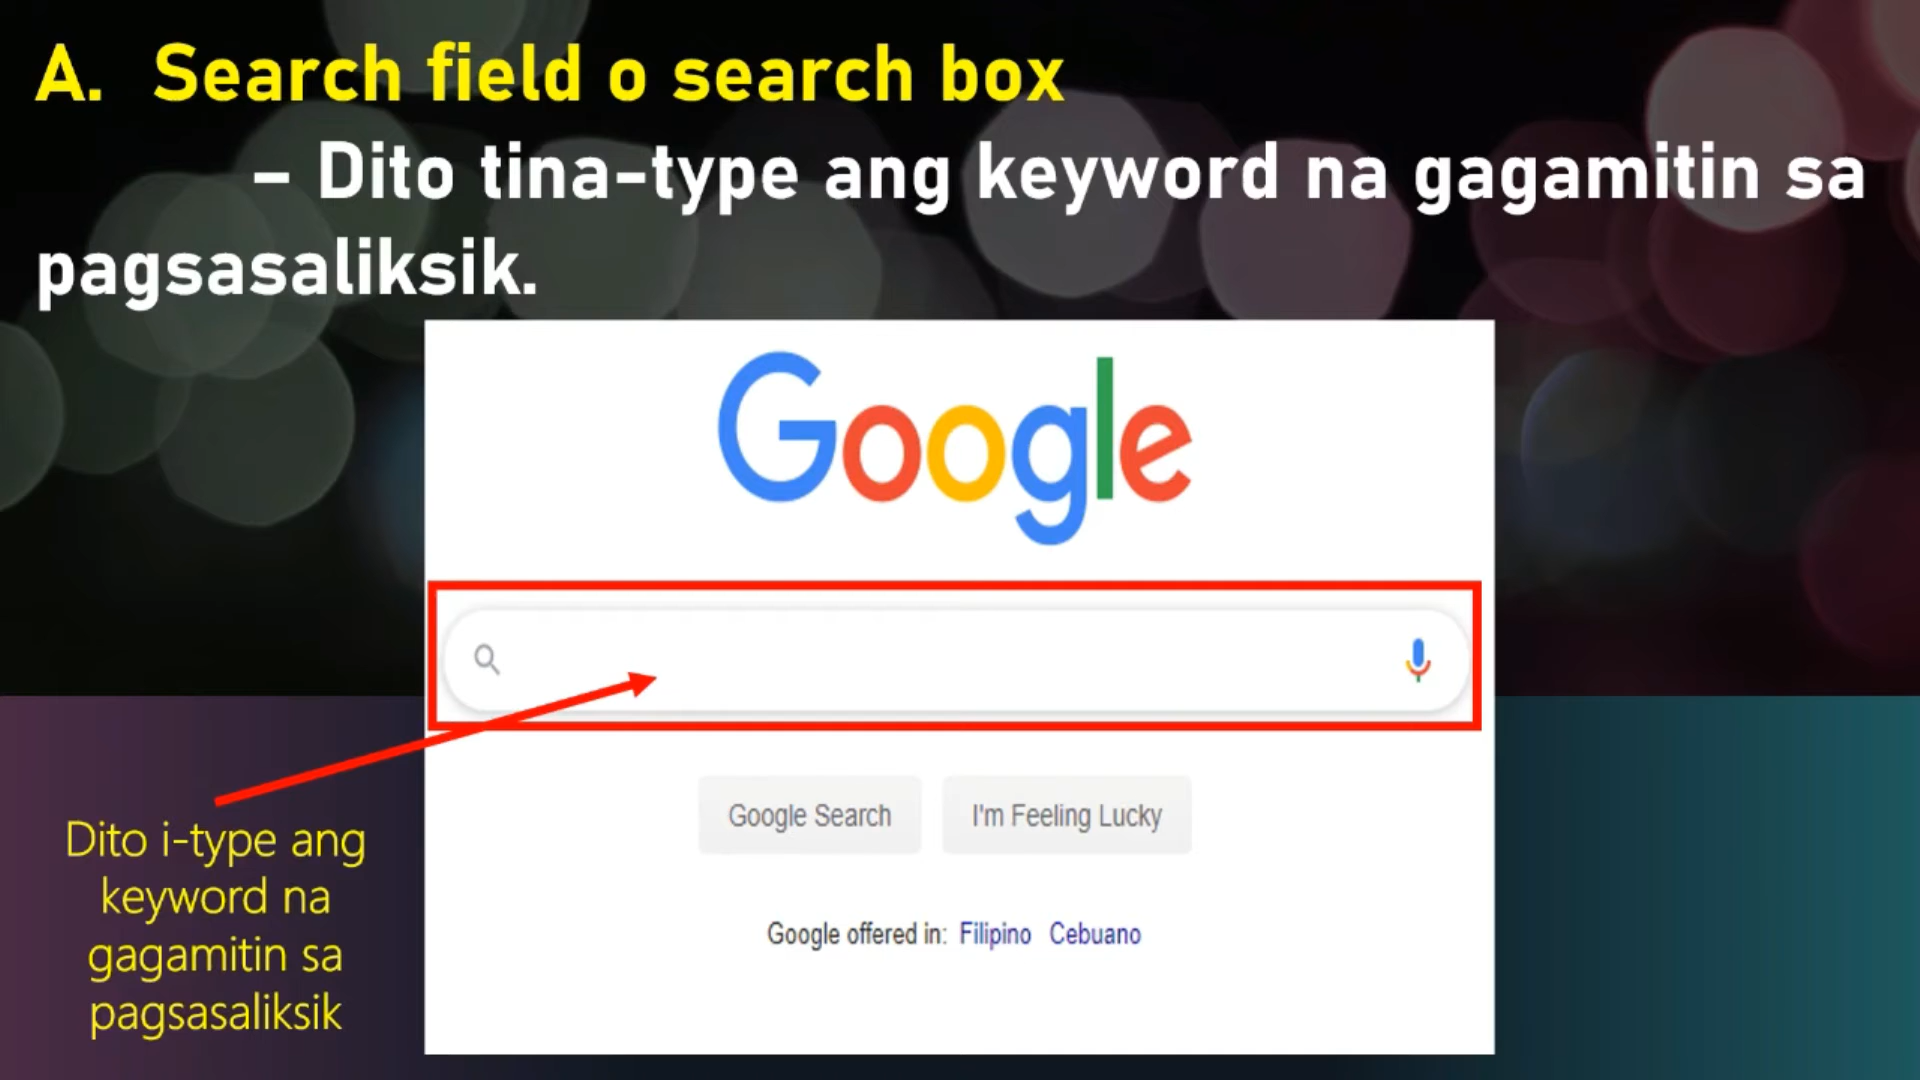 A. Search field o search box
– Dito tina-type ang keyword na gagamitin sa
pagsasaliksik.
Google
Google Search
I'm Feeling Lucky
Google offered in: Filipino Cebuano
Dito i-type ang
keyword na
gagamitin sa
pagsasaliksik